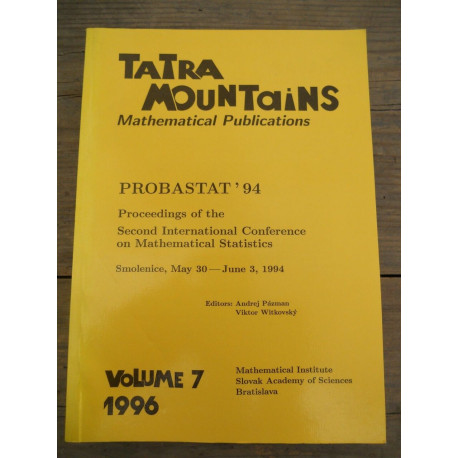 TaTRA
MOUNTaiNS
Mathematical Publications
PROBASTAT '94
Proceedings of the
Second International Conference
on Mathematical Statistics
Smolenice, May 30 — June 3, 1994
Editors: Andrej Pázman
Viktor Witkovský
VOLUME 7
1996
Mathematical Institute
Slovak Academy of Sciences
Bratislava